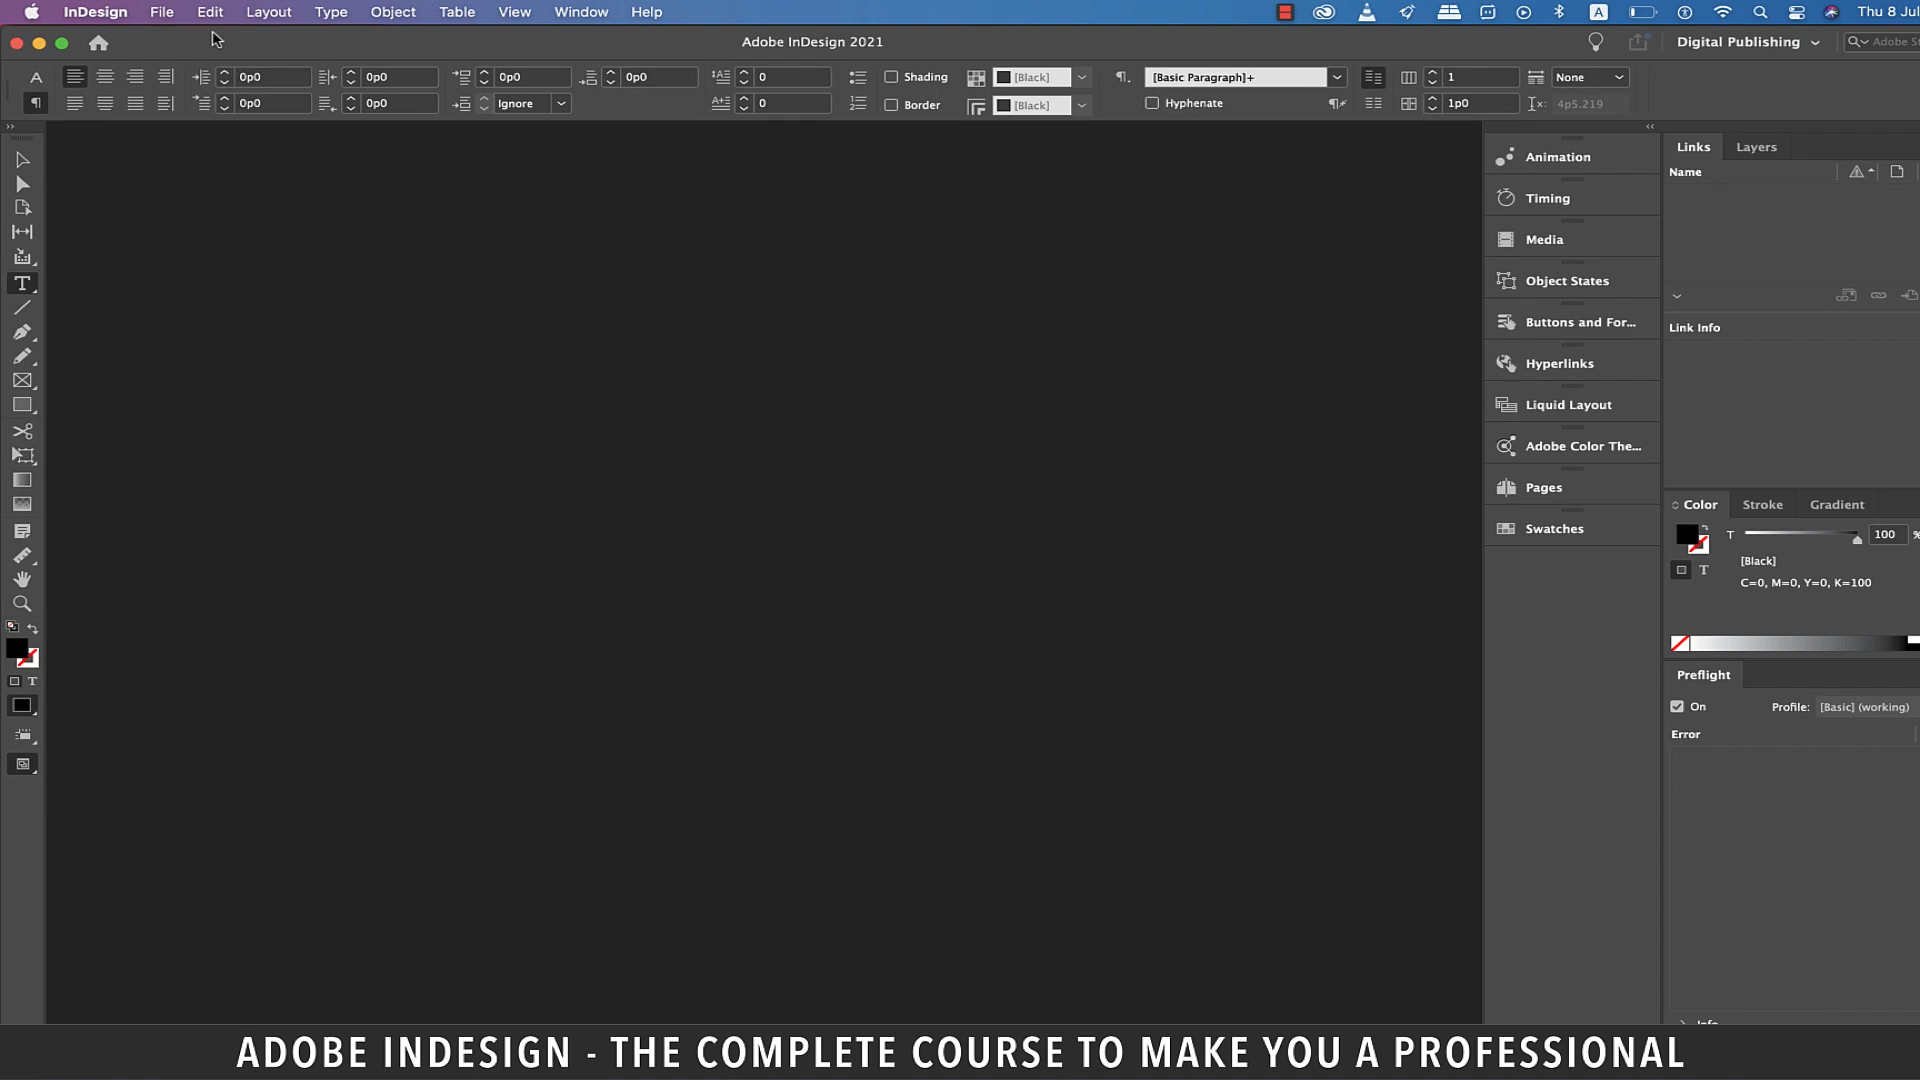 InDesign File Edit Layout Type Object Table View Window Help A Thu 8 Jul
Adobe InDesign 2021 Digital Publishing Adobe St
A 0p0 0p0 0p0 0p0 0 Shading [Black] [Basic Paragraph]+ 1 None
0p0 0p0 Ignore 0 Border [Black] Hyphenate 1p0 4p5.219
Animation
Timing
Media
Object States
Buttons and For...
Hyperlinks
Liquid Layout
Adobe Color The...
Pages
Swatches
Links Layers
Name
Link Info
Color Stroke Gradient
T 100 %
[Black]
T
C=0, M=0, Y=0, K=100
Preflight
On Profile: [Basic] (working)
Error
Info
T
T
ADOBE INDESIGN - THE COMPLETE COURSE TO MAKE YOU A PROFESSIONAL